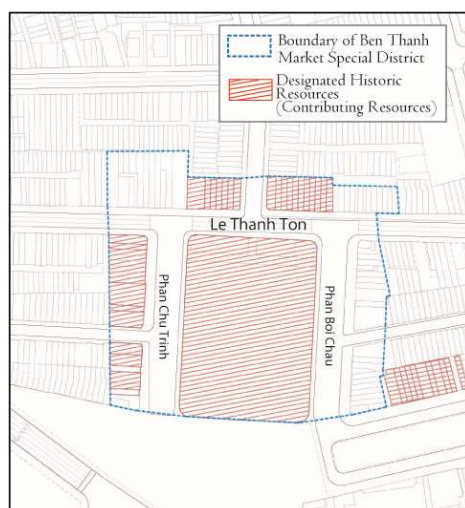 Boundary of Ben Thanh
Market Special District
Designated Historic
Resources
(Contributing Resources)
Le Thanh Ton
Phan Chu Trinh
Phan Boi Chau